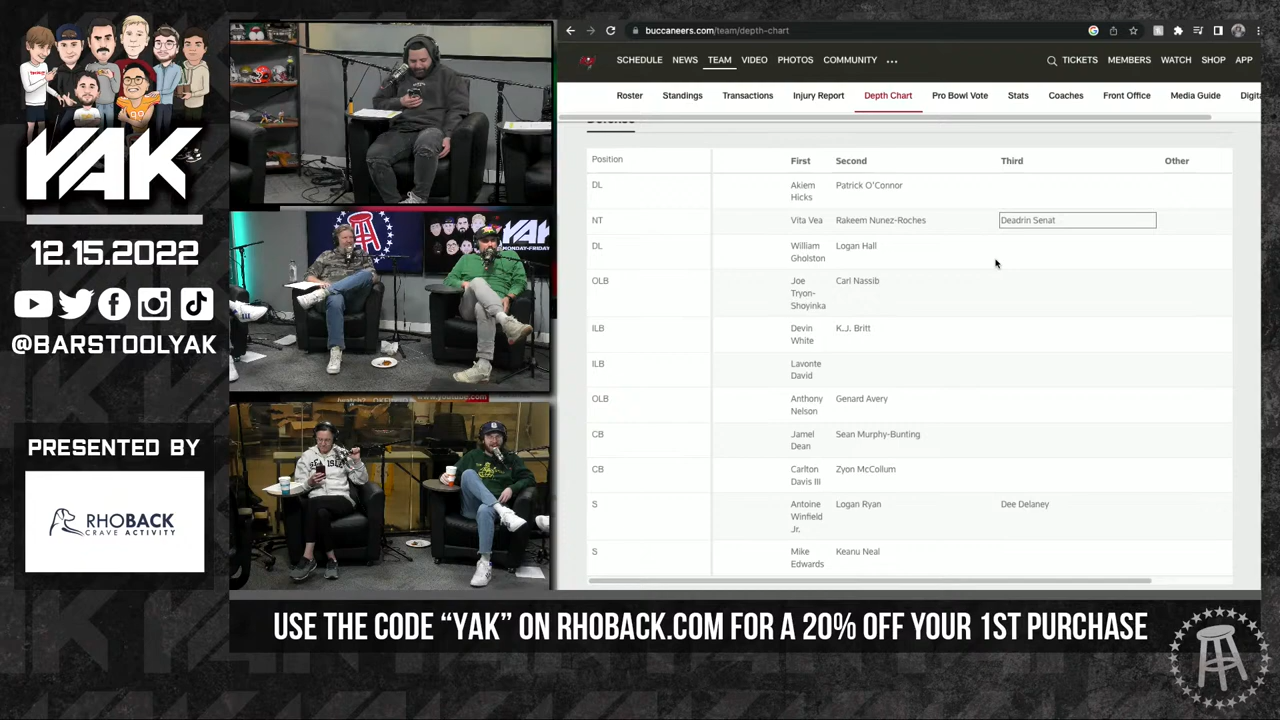 YAK
12.15.2022
@BARSTOOLYAK
PRESENTED BY
RHOBACK
CRAVE ACTIVITY
YAK
MONDAY-FRIDAY
buccaneers.com/team/depth-chart
SCHEDULE NEWS TEAM VIDEO PHOTOS COMMUNITY ••• TICKETS MEMBERS WATCH SHOP APP
Roster Standings Transactions Injury Report Depth Chart Pro Bowl Vote Stats Coaches Front Office Media Guide
Defense
Position First Second Third Other
DL Akiem Patrick O'Connor
Hicks
NT Vita Vea Rakeem Nunez-Roches Deadrin Senat
DL William Logan Hall
Gholston
OLB Joe Carl Nassib
Tryon-
Shoyinka
ILB Devin K.J. Britt
White
ILB Lavonte
David
OLB Anthony Genard Avery
Nelson
CB Jamel Sean Murphy-Bunting
Dean
CB Carlton Zyon McCollum
Davis III
S Antoine Logan Ryan Dee Delaney
Winfield
Jr.
S Mike Keanu Neal
Edwards
USE THE CODE “YAK” ON RHOBACK.COM FOR A 20% OFF YOUR 1ST PURCHASE